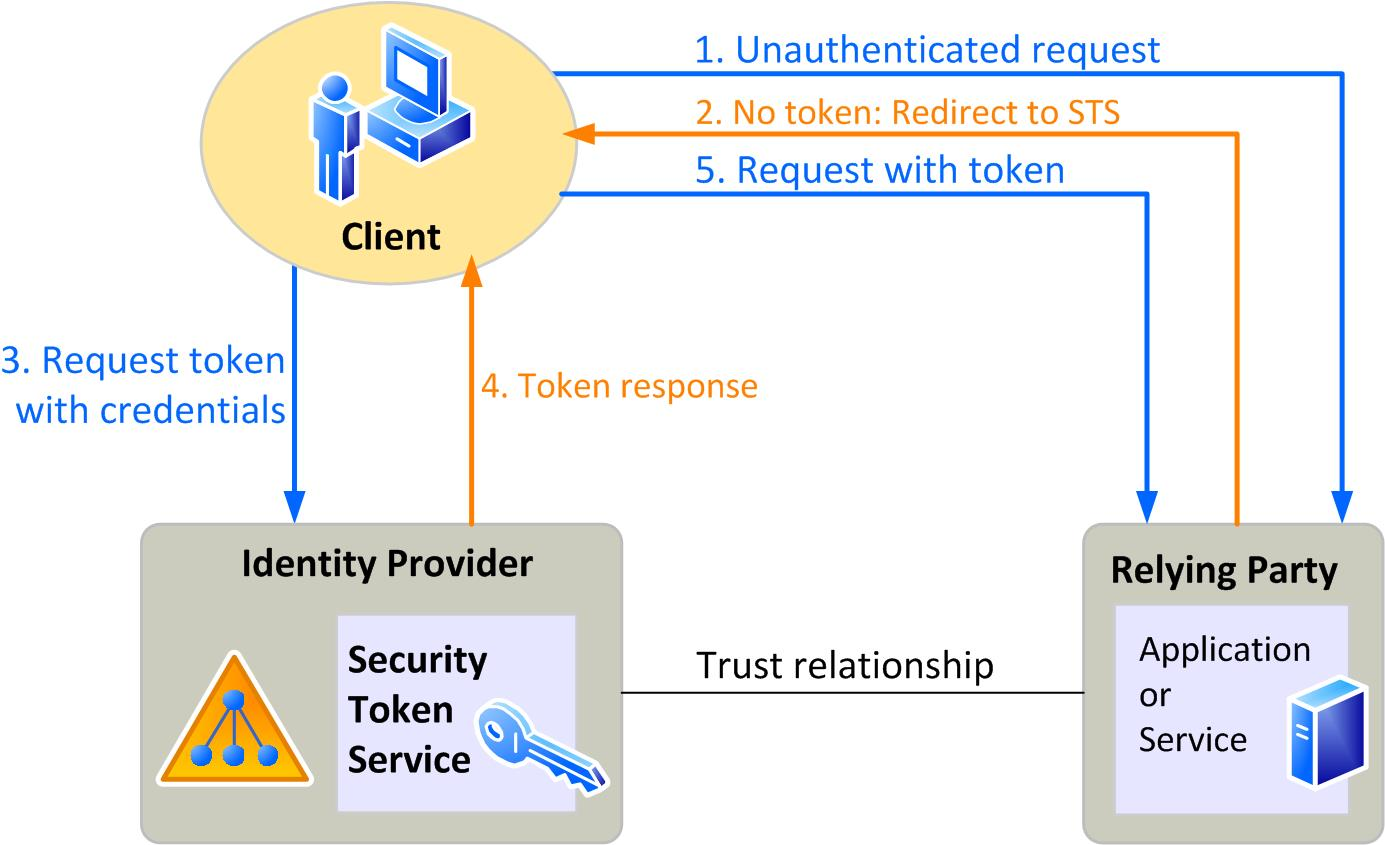 1. Unauthenticated request
2. No token: Redirect to STS
5. Request with token
Client
3. Request token
with credentials
4. Token response
Identity Provider
Security
Token
Service
Trust relationship
Relying Party
Application
or
Service